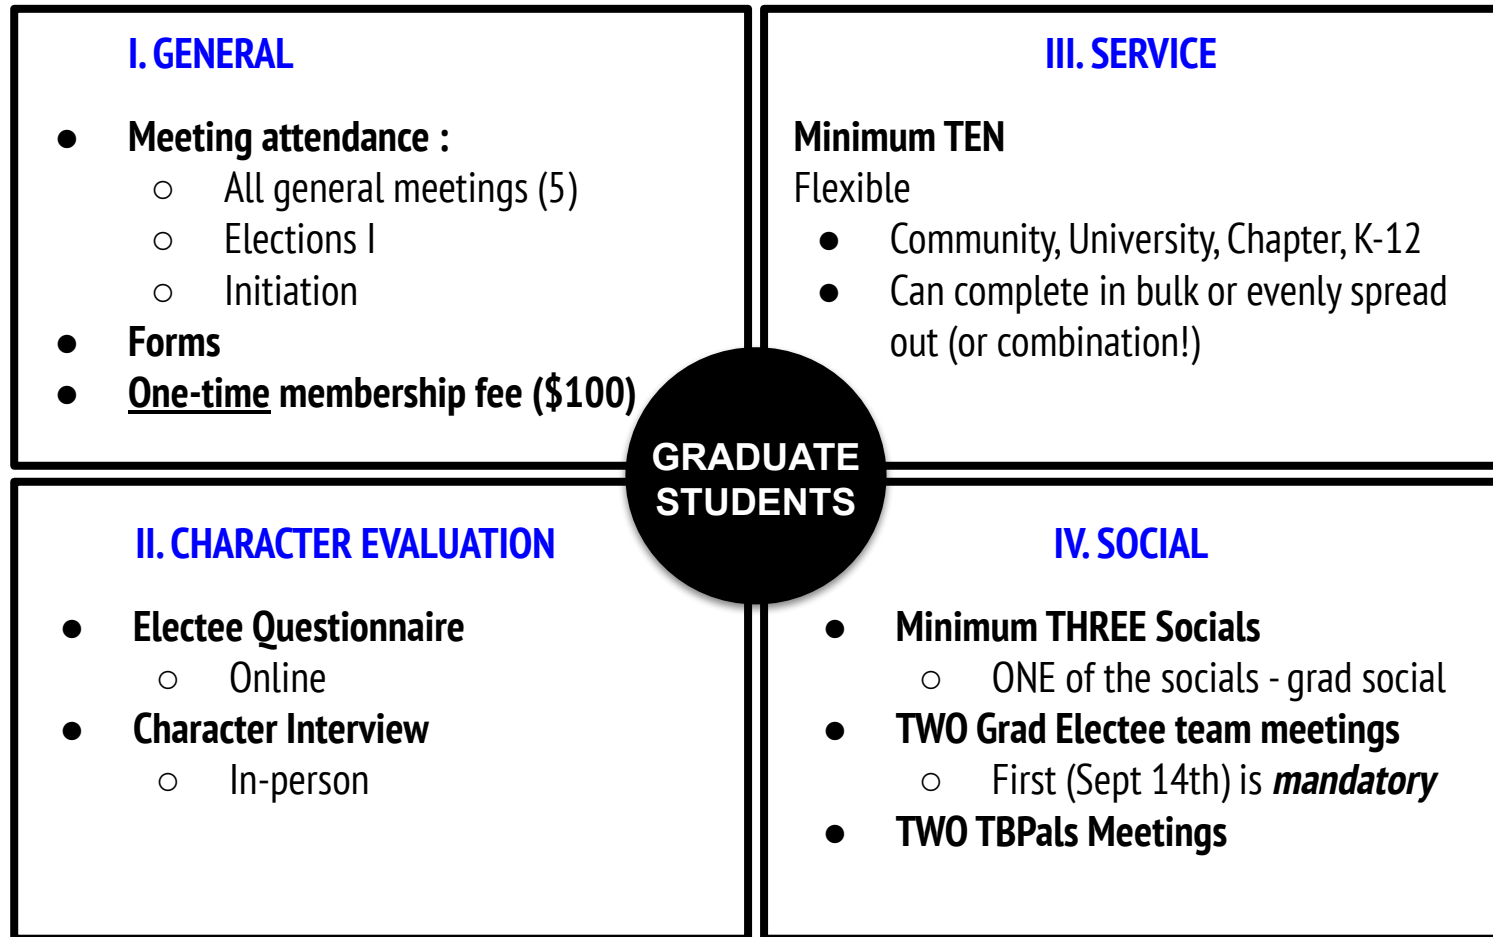 I. GENERAL
● Meeting attendance :
○ All general meetings (5)
○ Elections I
○ Initiation
● Forms
● One-time membership fee ($100)
II. CHARACTER EVALUATION
● Electee Questionnaire
○ Online
● Character Interview
○ In-person
GRADUATE
STUDENTS
III. SERVICE
Minimum TEN
Flexible
● Community, University, Chapter, K-12
● Can complete in bulk or evenly spread
out (or combination!)
IV. SOCIAL
● Minimum THREE Socials
○ ONE of the socials - grad social
● TWO Grad Electee team meetings
○ First (Sept 14th) is mandatory
● TWO TBPals Meetings